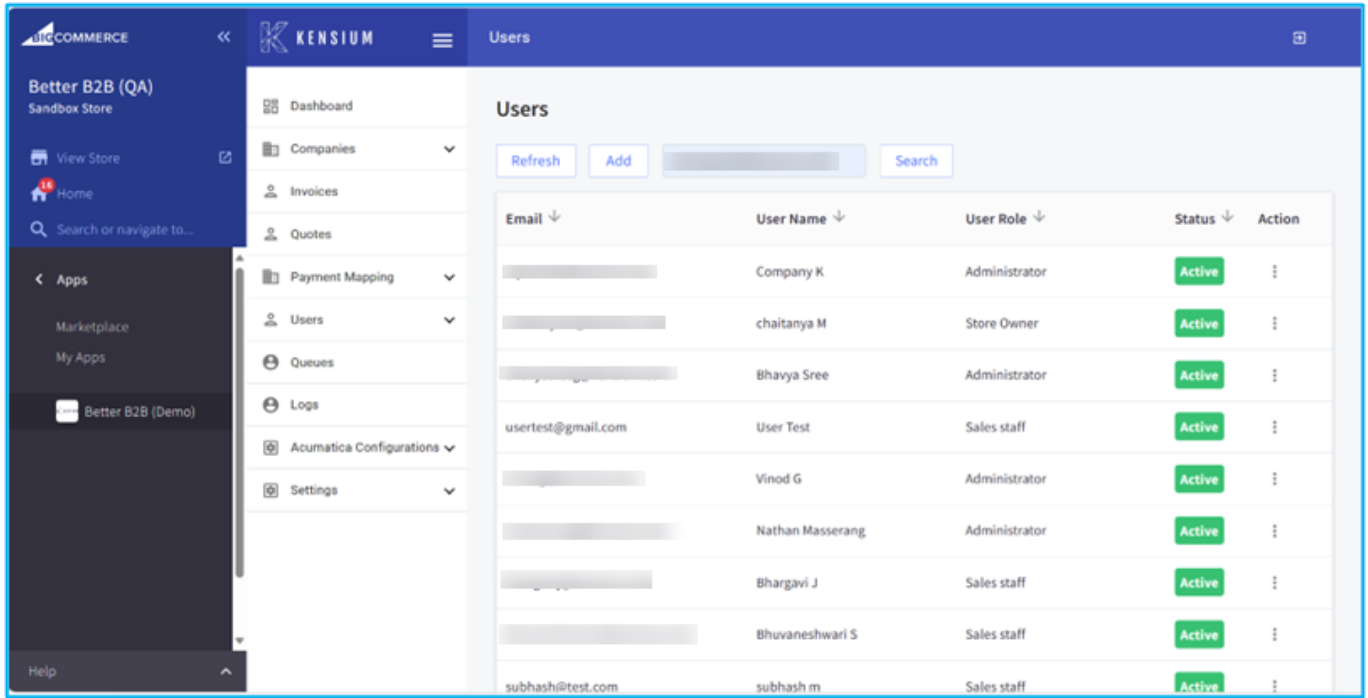 BIGCOMMERCE
Better B2B (QA)
Sandbox Store
View Store
16
Home
Search or navigate to...
Apps
Marketplace
My Apps
Better B2B (Demo)
Help
KENSIUM
Dashboard
Companies
Invoices
Quotes
Payment Mapping
Users
Queues
Logs
Acumatica Configurations
Settings
Users
Users
Refresh Add Search
Email User Name User Role Status Action
Company K Administrator Active
chaitanya M Store Owner Active
Bhavya Sree Administrator Active
usertest@gmail.com User Test Sales staff Active
Vinod G Administrator Active
Nathan Masserang Administrator Active
Bhargavi J Sales staff Active
Bhuvaneshwari S Sales staff Active
subhash@test.com subhash m Sales staff Active